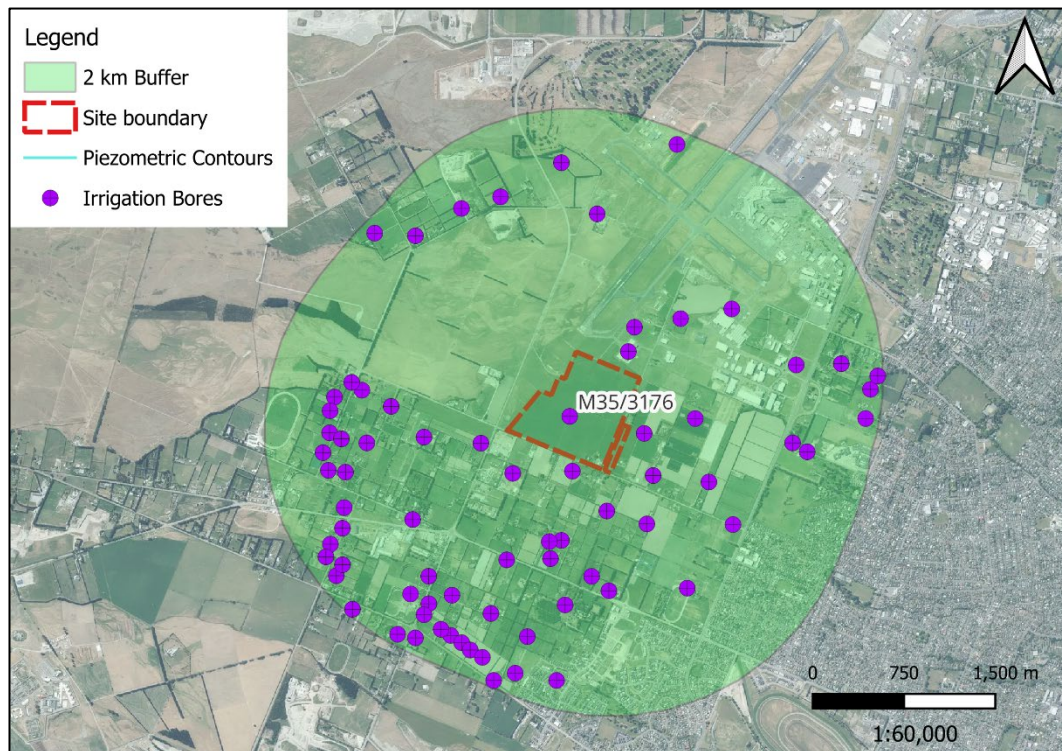 Legend
2 km Buffer
Site boundary
Piezometric Contours
Irrigation Bores
M35/3176
0 750 1,500 m
1:60,000